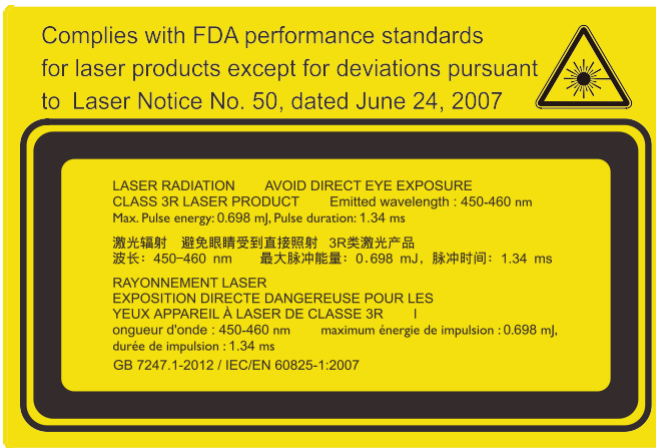 Complies with FDA performance standards
for laser products except for deviations pursuant
to Laser Notice No. 50, dated June 24, 2007
LASER RADIATION AVOID DIRECT EYE EXPOSURE
CLASS 3R LASER PRODUCT Emitted wavelength : 450-460 nm
Max. Pulse energy: 0.698 mJ, Pulse duration: 1.34 ms
激光辐射 避免眼睛受到直接照射 3R类激光产品
波长: 450-460 nm 最大脉冲能量: 0.698 mJ, 脉冲时间: 1.34 ms
RAYONNEMENT LASER
EXPOSITION DIRECTE DANGEREUSE POUR LES
YEUX APPAREIL À LASER DE CLASSE 3R l
ongueur d'onde : 450-460 nm maximum énergie de impulsion : 0.698 mJ,
durée de impulsion : 1.34 ms
GB 7247.1-2012 / IEC/EN 60825-1:2007